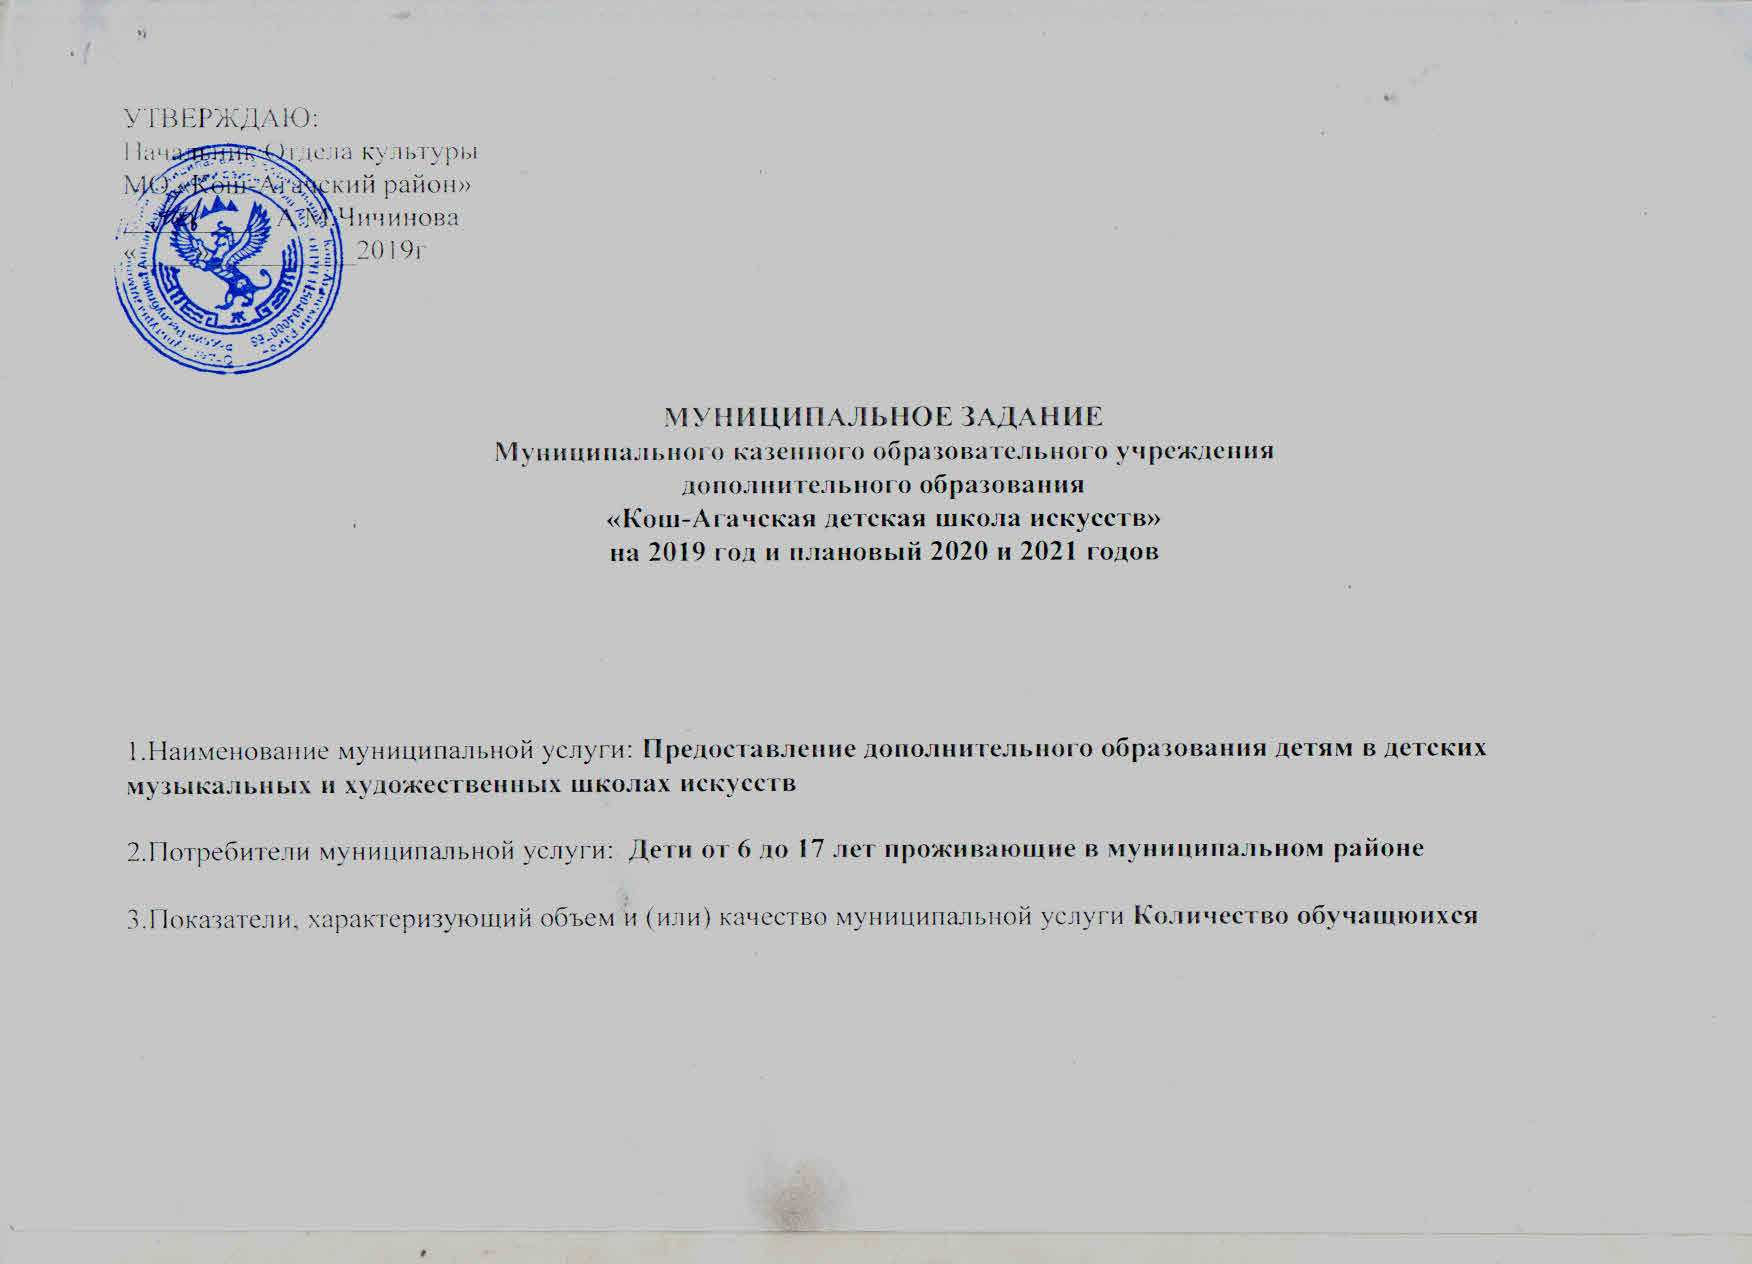 УТВЕРЖДАЮ:
Начальник Отдела культуры
МО «Кош-Агачский район»
А.М.Чичинова
«___»____________2019г
МУНИЦИПАЛЬНОЕ ЗАДАНИЕ
Муниципального казенного образовательного учреждения
дополнительного образования
«Кош-Агачская детская школа искусств»
на 2019 год и плановый 2020 и 2021 годов
1.Наименование муниципальной услуги: Предоставление дополнительного образования детям в детских
музыкальных и художественных школах искусств
2.Потребители муниципальной услуги: Дети от 6 до 17 лет проживающие в муниципальном районе
3.Показатели, характеризующий объем и (или) качество муниципальной услуги Количество обучащюихся